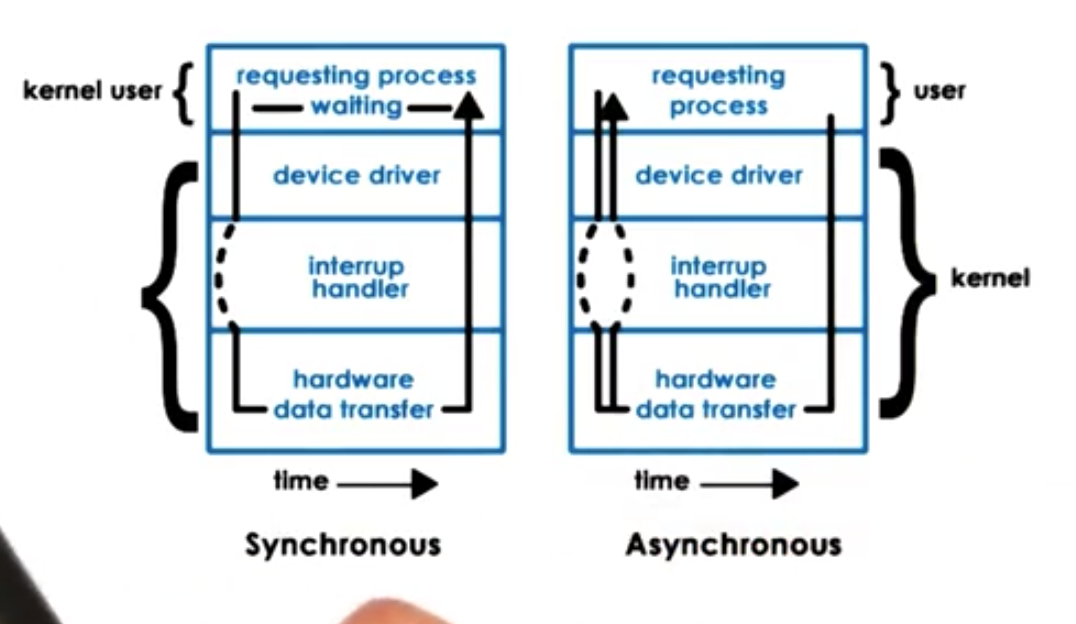 kernel user
requesting process
waiting
device driver
interrup
handler
hardware
data transfer
time
Synchronous
requesting
process
user
device driver
interrup
handler
kernel
hardware
data transfer
time
Asynchronous